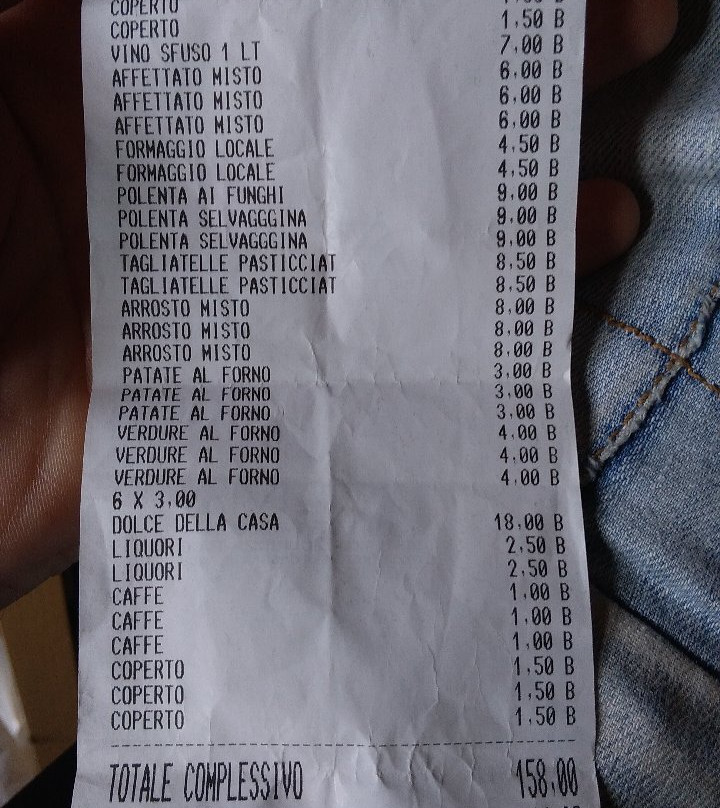 COPERTO
COPERTO 1,50 B
VINO SFUSO 1 LT 7,00 B
AFFETTATO MISTO 6,00 B
AFFETTATO MISTO 6,00 B
AFFETTATO MISTO 6,00 B
FORMAGGIO LOCALE 4,50 B
FORMAGGIO LOCALE 4,50 B
POLENTA AI FUNGHI 9,00 B
POLENTA SELVAGGGINA 9,00 B
POLENTA SELVAGGGINA 9,00 B
TAGLIATELLE PASTICCIAT 8,50 B
TAGLIATELLE PASTICCIAT 8,50 B
ARROSTO MISTO 8,00 B
ARROSTO MISTO 8,00 B
ARROSTO MISTO 8,00 B
PATATE AL FORNO 3,00 B
PATATE AL FORNO 3,00 B
PATATE AL FORNO 3,00 B
VERDURE AL FORNO 4,00 B
VERDURE AL FORNO 4,00 B
VERDURE AL FORNO 4,00 B
6 X 3,00
DOLCE DELLA CASA 18,00 B
LIQUORI 2,50 B
LIQUORI 2,50 B
CAFFE 1,00 B
CAFFE 1,00 B
CAFFE 1,00 B
COPERTO 1,50 B
COPERTO 1,50 B
COPERTO 1,50 B
TOTALE COMPLESSIVO 158,00